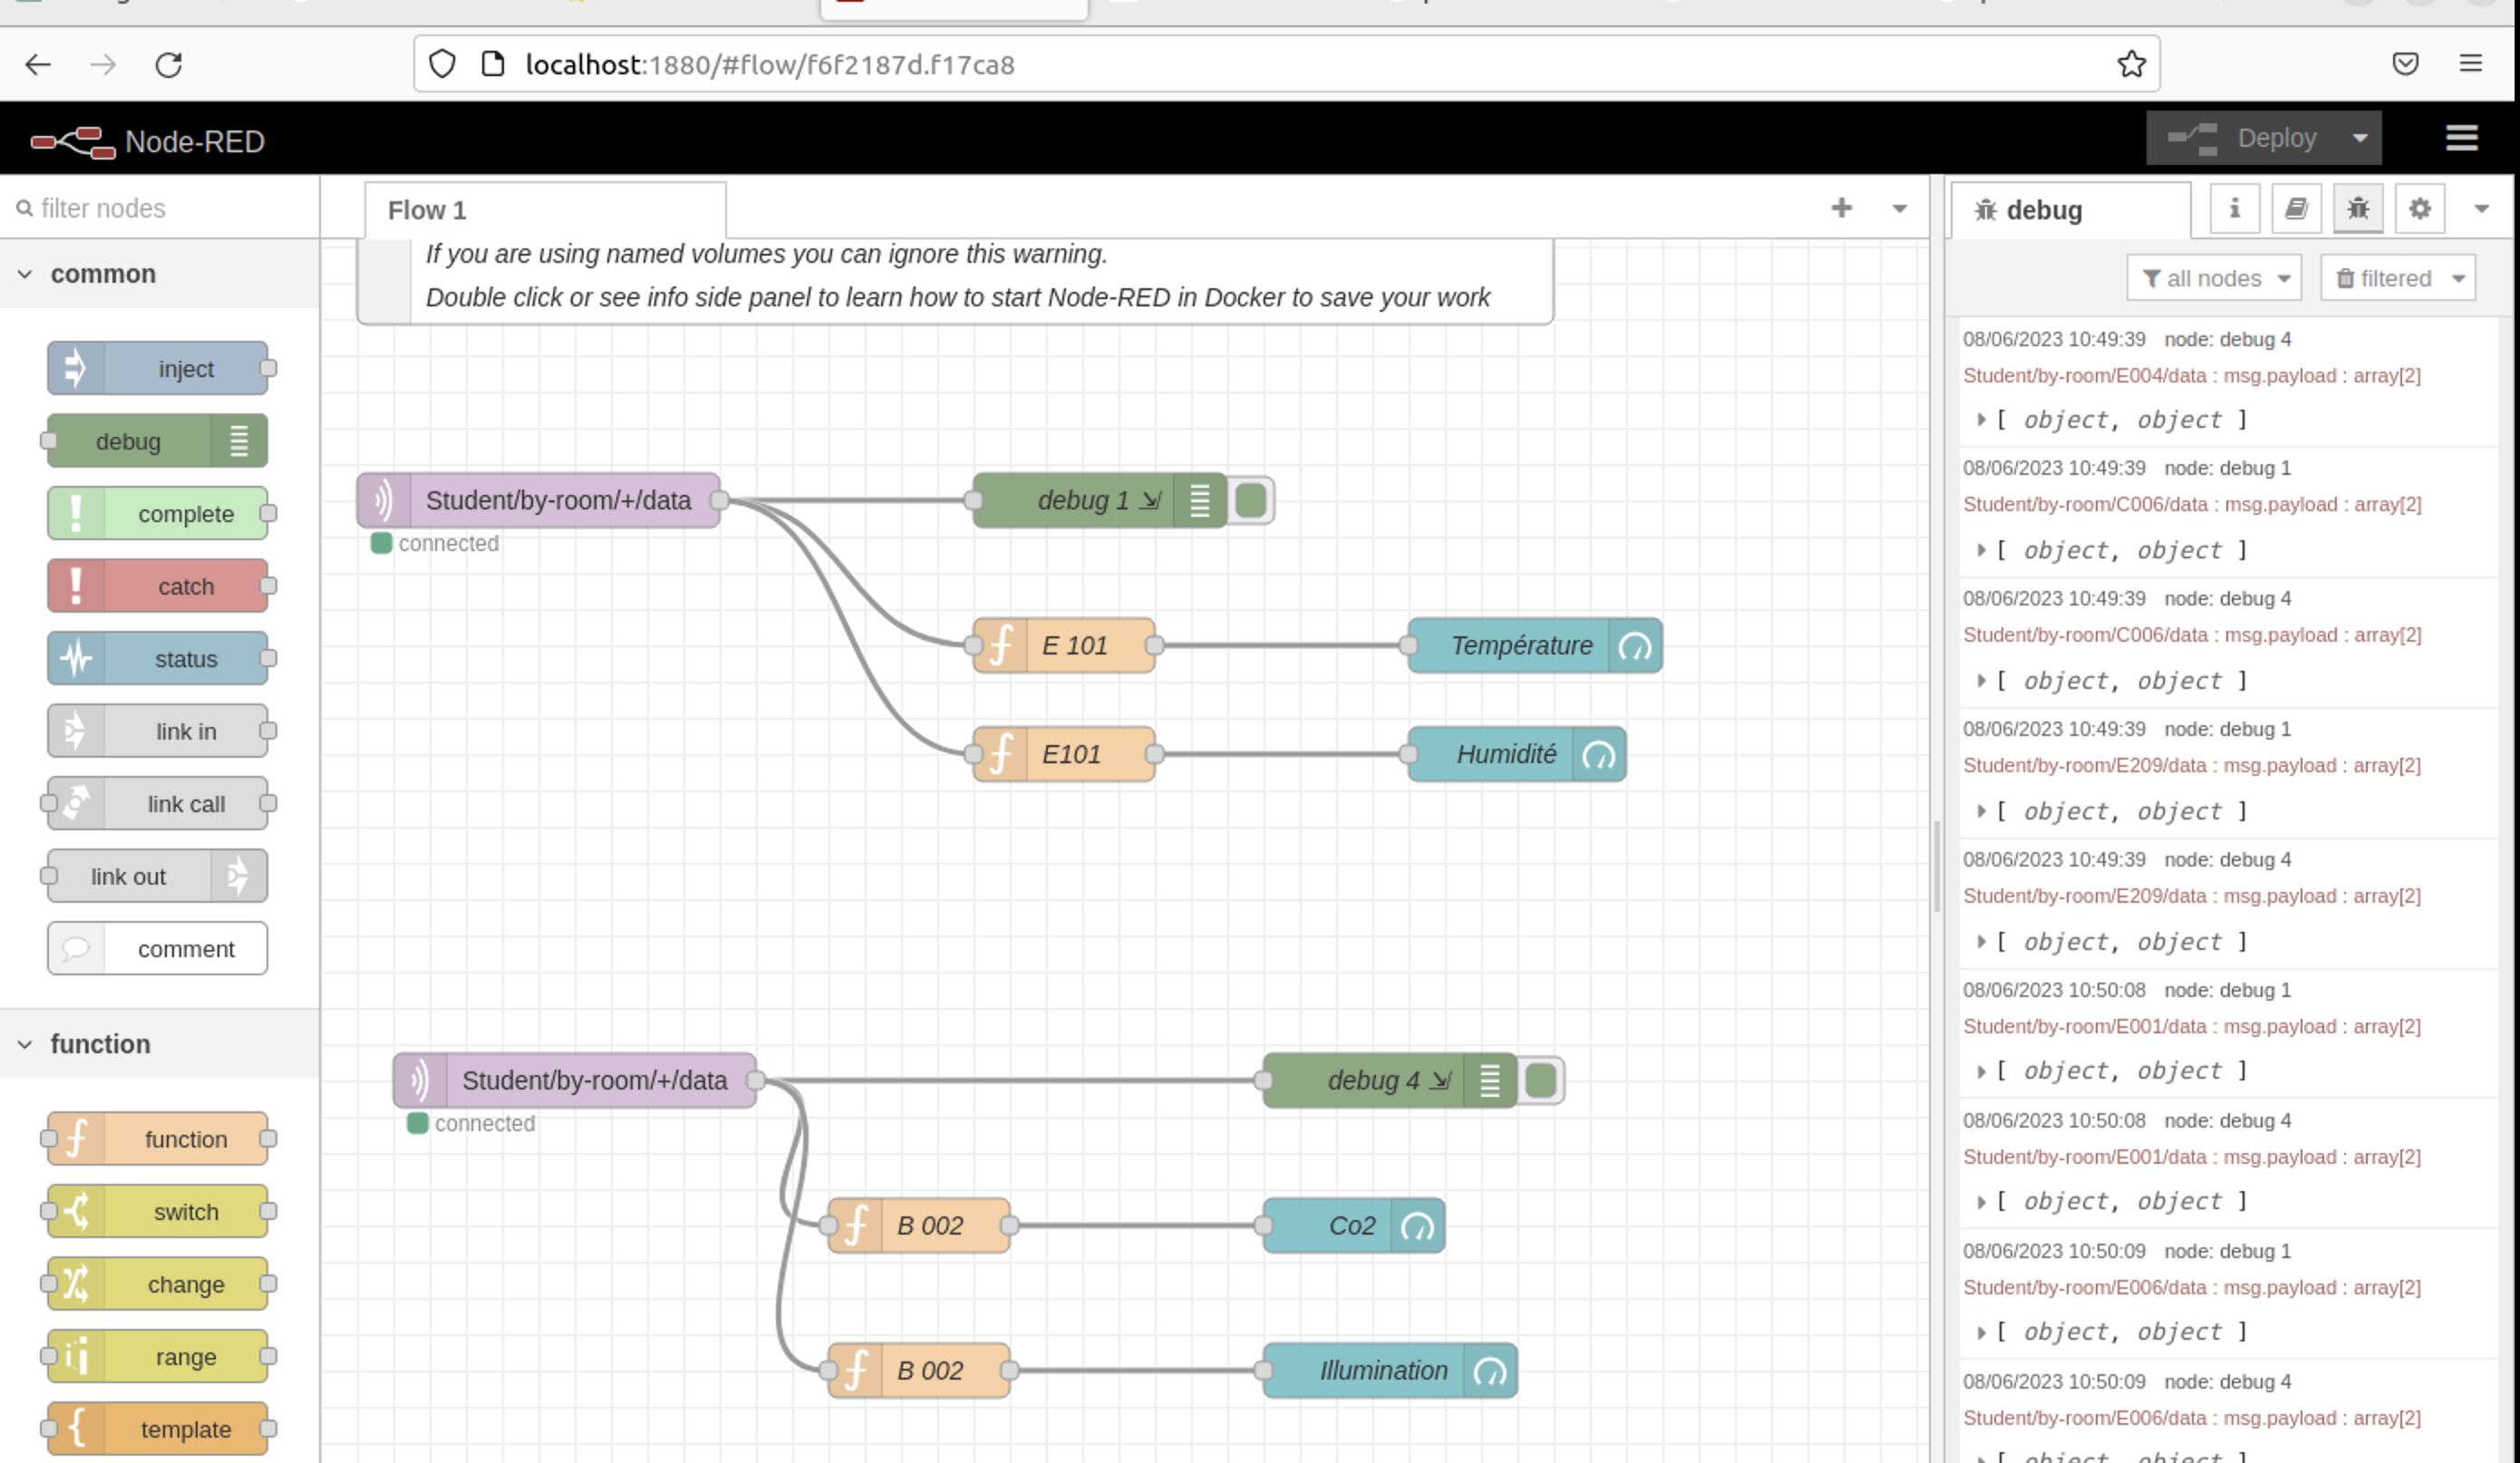 localhost:1880/#flow/f6f2187d.f17ca8
Node-RED
Deploy
filter nodes
Flow 1
debug
i
all nodes
filtered
common
inject
debug
complete
catch
status
link in
link call
link out
comment
function
function
switch
change
range
template
If you are using named volumes you can ignore this warning.
Double click or see info side panel to learn how to start Node-RED in Docker to save your work
Student/by-room/+/data
connected
debug 1
E 101
Température
E101
Humidité
Student/by-room/+/data
connected
debug 4
B 002
Co2
B 002
Illumination
08/06/2023 10:49:39 node: debug 4
Student/by-room/E004/data : msg.payload : array[2]
[ object, object ]
08/06/2023 10:49:39 node: debug 1
Student/by-room/C006/data : msg.payload : array[2]
[ object, object ]
08/06/2023 10:49:39 node: debug 4
Student/by-room/C006/data : msg.payload : array[2]
[ object, object ]
08/06/2023 10:49:39 node: debug 1
Student/by-room/E209/data : msg.payload : array[2]
[ object, object ]
08/06/2023 10:49:39 node: debug 4
Student/by-room/E209/data : msg.payload : array[2]
[ object, object ]
08/06/2023 10:50:08 node: debug 1
Student/by-room/E001/data : msg.payload : array[2]
[ object, object ]
08/06/2023 10:50:08 node: debug 4
Student/by-room/E001/data : msg.payload : array[2]
[ object, object ]
08/06/2023 10:50:09 node: debug 1
Student/by-room/E006/data : msg.payload : array[2]
[ object, object ]
08/06/2023 10:50:09 node: debug 4
Student/by-room/E006/data : msg.payload : array[2]
[ object, object ]